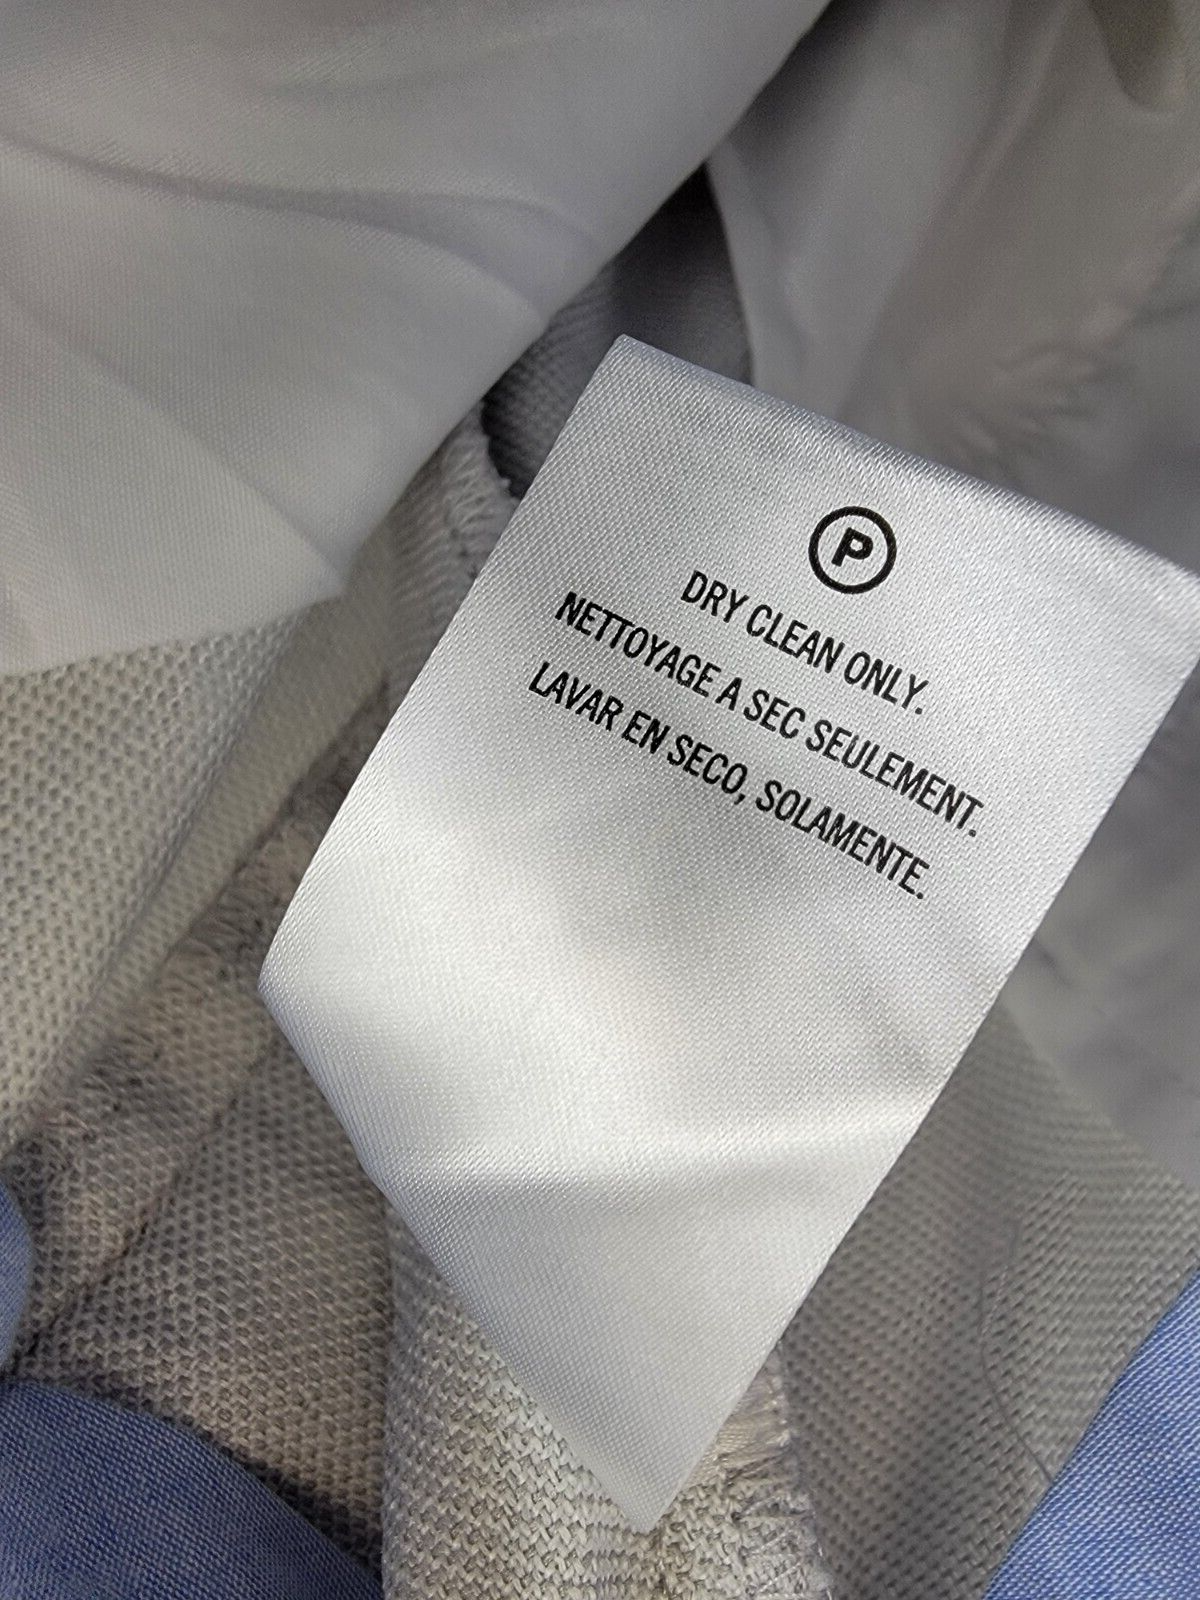 P
DRY CLEAN ONLY.
NETTOYAGE A SEC SEULEMENT.
LAVAR EN SECO, SOLAMENTE.